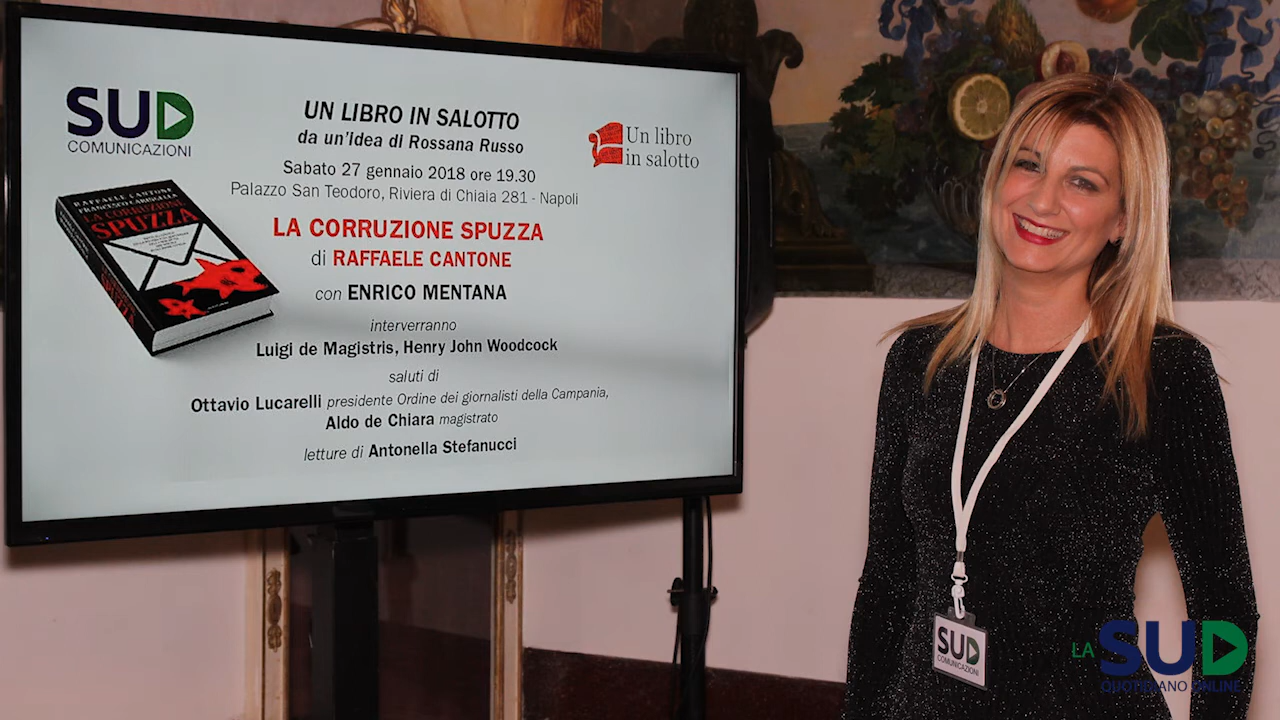 SUD
COMUNICAZIONI
UN LIBRO IN SALOTTO
da un'idea di Rossana Russo
Sabato 27 gennaio 2018 ore 19.30
Palazzo San Teodoro, Riviera di Chiaia 281 - Napoli
Un libro
in salotto
RAFFAELE CANTONE
FRANCESCO CARINGELLA
LA CORRUZIONE
SPUZZA
LA CORRUZIONE SPUZZA
di RAFFAELE CANTONE
con ENRICO MENTANA
interverranno
Luigi de Magistris, Henry John Woodcock
saluti di
Ottavio Lucarelli presidente Ordine dei giornalisti della Campania,
Aldo de Chiara magistrato
letture di Antonella Stefanucci
SUD
COMUNICAZIONI
LA SUD
QUOTIDIANO ONLINE